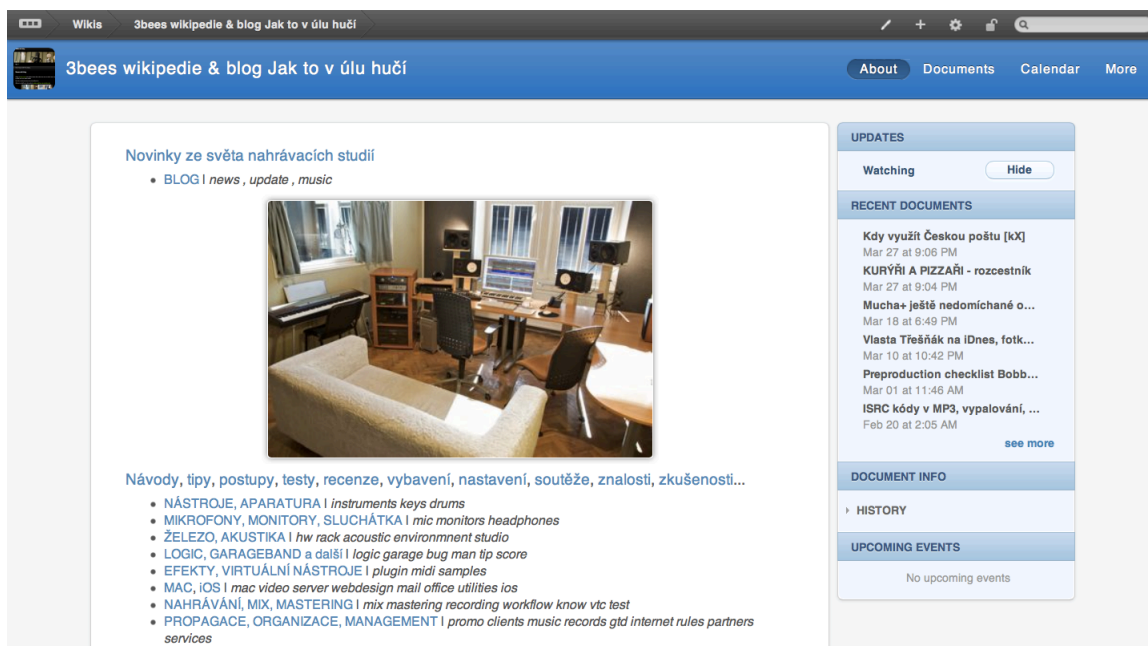 Wikis
3bees wikipedie & blog Jak to v úlu hučí
3bees wikipedie & blog Jak to v úlu hučí
About Documents Calendar More
Novinky ze světa nahrávacích studií
BLOG | news , update , music
Návody, tipy, postupy, testy, recenze, vybavení, nastavení, soutěže, znalosti, zkušenosti...
NÁSTROJE, APARATURA | instruments keys drums
MIKROFONY, MONITORY, SLUCHÁTKA | mic monitors headphones
ŽELEZO, AKUSTIKA | hw rack acoustic environmnent studio
LOGIC, GARAGEBAND a další | logic garage bug man tip score
EFEKTY, VIRTUÁLNÍ NÁSTROJE | plugin midi samples
MAC, iOS | mac video server webdesign mail office utilities ios
NAHRÁVÁNÍ, MIX, MASTERING | mix mastering recording workflow know vtc test
PROPAGACE, ORGANIZACE, MANAGEMENT | promo clients music records gtd internet rules partners
services
UPDATES
Watching Hide
RECENT DOCUMENTS
Kdy využít Českou poštu [kX]
Mar 27 at 9:06 PM
KURÝŘI A PIZZAŘI - rozcestník
Mar 27 at 9:04 PM
Mucha+ ještě nedomíchané o...
Mar 18 at 6:49 PM
Vlasta Třešňák na iDnes, fotk...
Mar 10 at 10:42 PM
Preproduction checklist Bobb...
Mar 01 at 11:46 AM
ISRC kódy v MP3, vypalování, ...
Feb 20 at 2:05 AM
see more
DOCUMENT INFO
HISTORY
UPCOMING EVENTS
No upcoming events